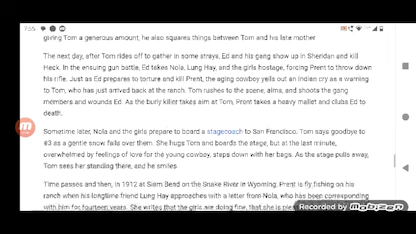 7:55
giving Tom a generous amount, he also squares things between Tom and his late mother
The next day, after Tom rides off to gather in some strays, Ed and his gang show up in Sheridan and kill
Heck. In the ensuing gun battle, Ed takes Nola, Lung Hay, and the girls hostage, forcing Prent to throw down
his rifle. Just as Ed prepares to torture and kill Prent, the aging cowboy yells out an Indian cry as a warning
to Tom, who has just arrived back at the ranch. Tom rushes to the scene, aims, and shoots the gang
members and wounds Ed. As the burly killer takes aim at Tom, Prent takes a heavy mallet and clubs Ed to
death.
Sometime later, Nola and the girls prepare to board a stagecoach to San Francisco. Tom says goodbye to
#3 as a gentle snow falls over them. She hugs Tom and boards the stage, but at the last minute,
overwhelmed by feelings of love for the young cowboy, steps down with her bags. As the stage pulls away,
Tom sees her standing there, and he smiles.
Time passes and then, in 1912 at Siam Bend on the Snake River in Wyoming, Prent is fly fishing on his
ranch when his longtime friend Lung Hay approaches with a letter from Nola, who has been corresponding
with him for fourteen years. She writes that the girls are doing fine, that she is
Recorded by Mobizen